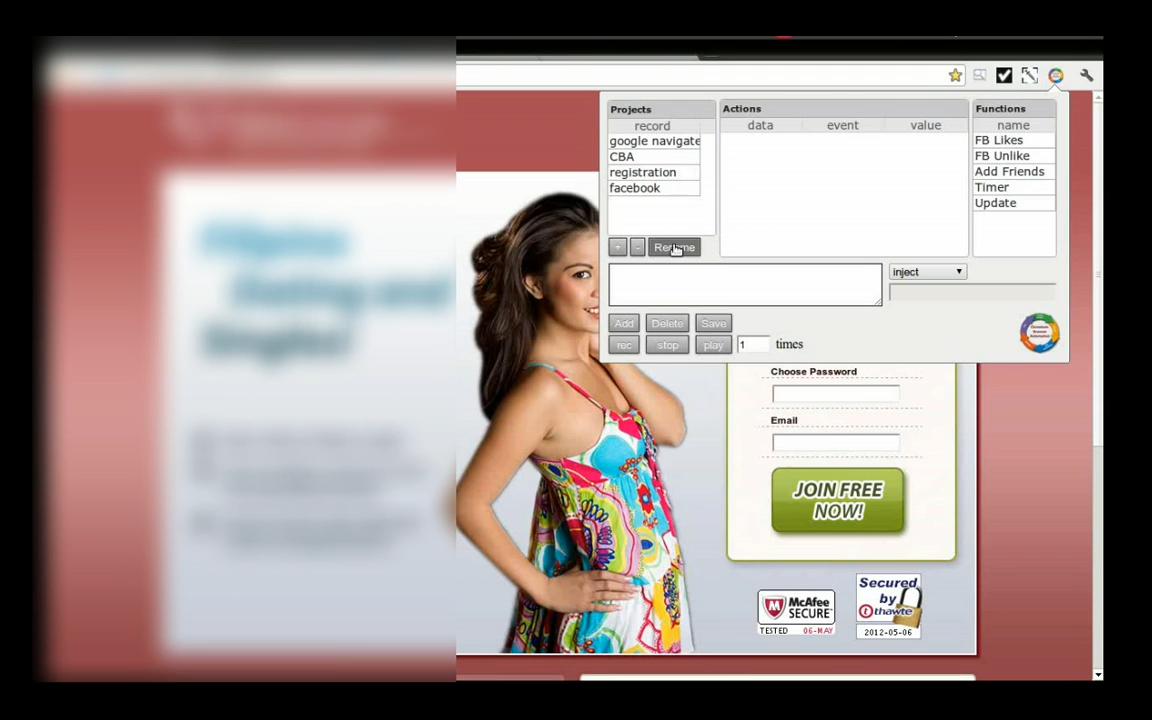 Projects
record
google navigate
CBA
registration
facebook
+
-
Resume
Actions
data event value
Functions
name
FB Likes
FB Unlike
Add Friends
Timer
Update
inject
Add Delete Save
rec stop play 1 times
Choose Password
Email
JOIN FREE
NOW!
McAfee
SECURE
TESTED 06-MAY
Secured
by
thawte
2012-05-06